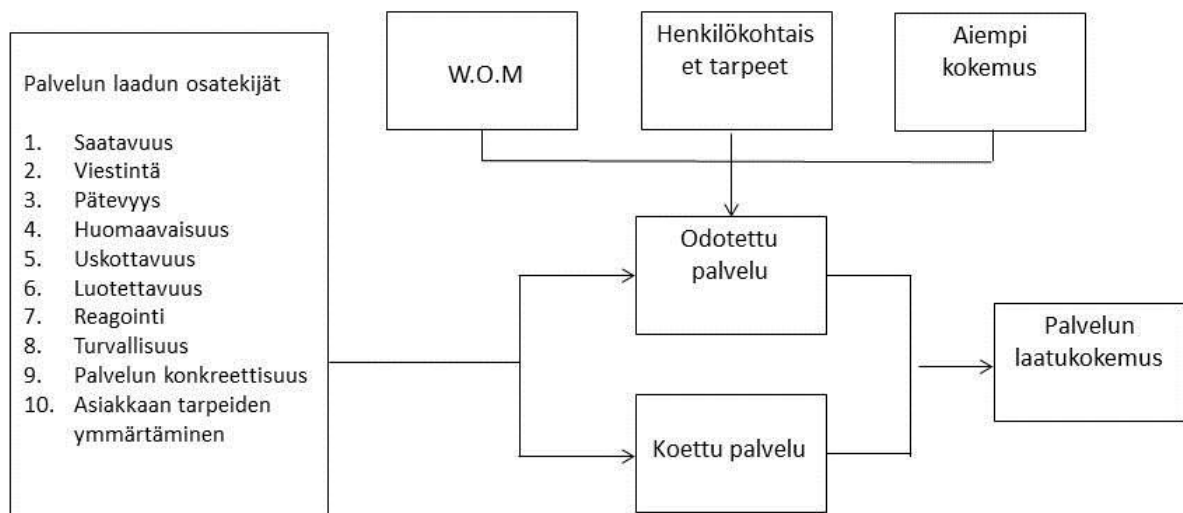 Palvelun laadun osatekijät
1. Saatavuus
2. Viestintä
3. Pätevyys
4. Huomaavaisuus
5. Uskottavuus
6. Luotettavuus
7. Reagointi
8. Turvallisuus
9. Palvelun konkreettisuus
10. Asiakkaan tarpeiden
ymmärtäminen
W.O.M
Henkilökohtais
et tarpeet
Aiempi
kokemus
Odotettu
palvelu
Koettu palvelu
Palvelun
laatukokemus